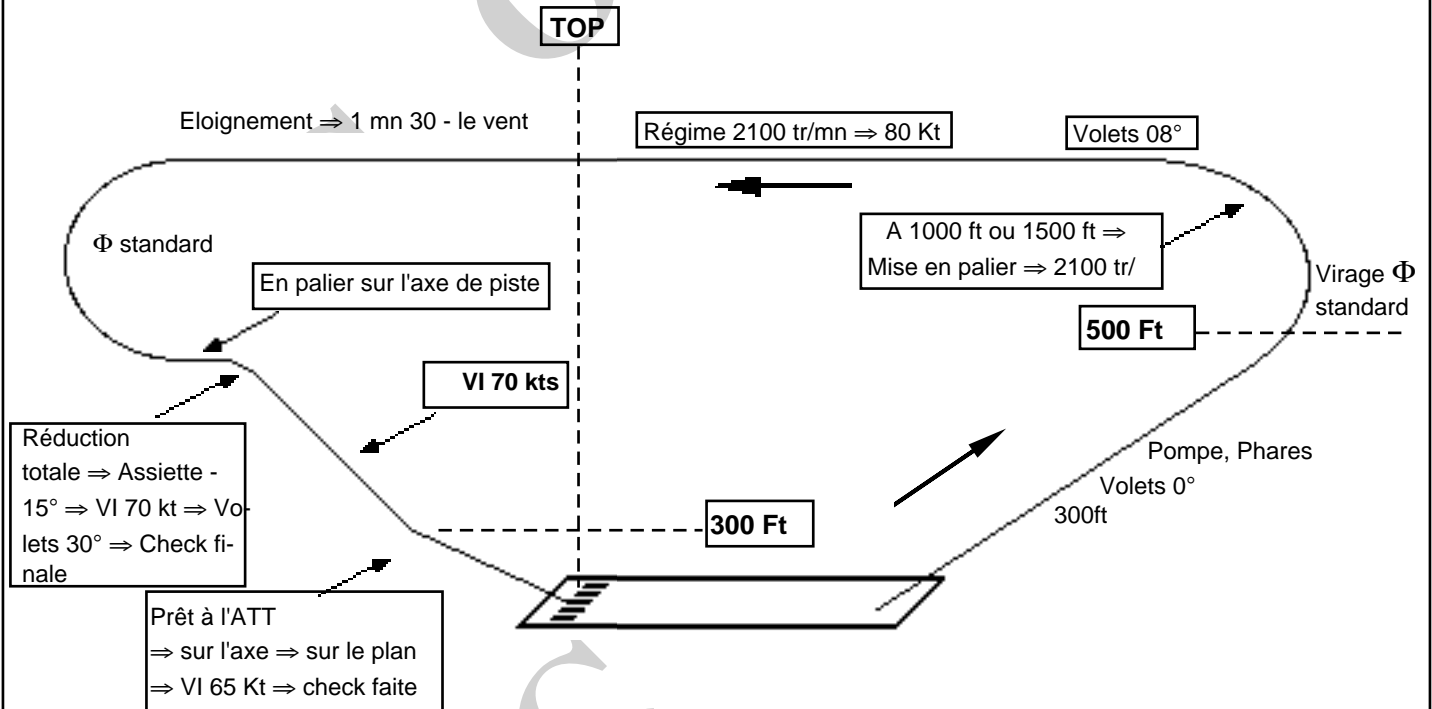 TOP
Eloignement ⇒ 1 mn 30 - le vent
Régime 2100 tr/mn ⇒ 80 Kt
Volets 08°
Φ standard
A 1000 ft ou 1500 ft ⇒
Mise en palier ⇒ 2100 tr/
En palier sur l'axe de piste
Virage Φ
standard
500 Ft
VI 70 kts
Réduction
totale ⇒ Assiette -
15° ⇒ VI 70 kt ⇒ Vo-
lets 30° ⇒ Check fi-
nale
Pompe, Phares
Volets 0°
300ft
300 Ft
Prêt à l'ATT
⇒ sur l'axe ⇒ sur le plan
⇒ VI 65 Kt ⇒ check faite